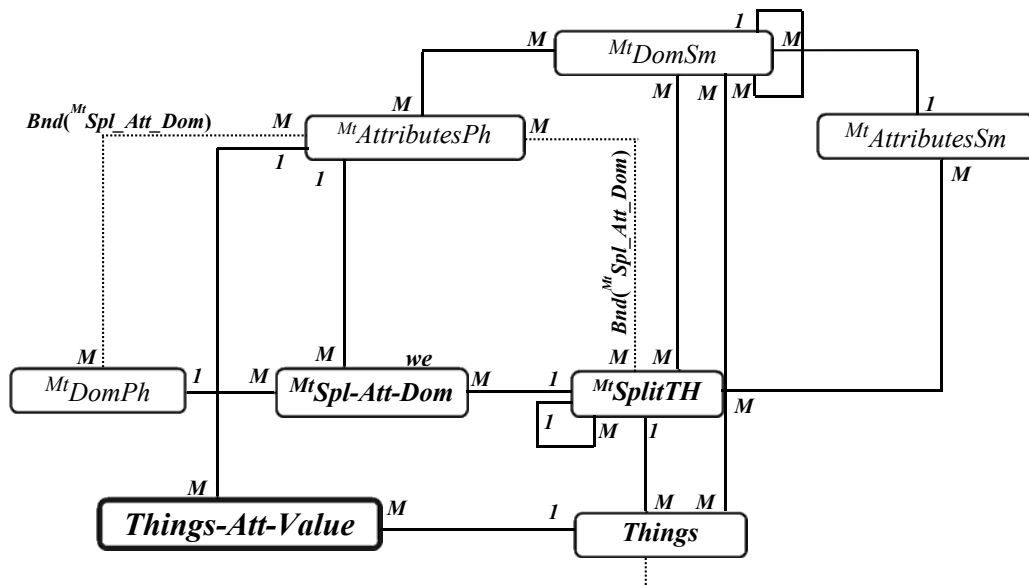 1
M
M
MtDomSm
M
M
M
M
Bnd(MtSpl_Att_Dom)
M
MtAttributesPh
M
1
MtAttributesSm
1
1
M
Bnd(MtSpl_Att_Dom)
M
M
we
M
M
MtDomPh
1
M
MtSpl-Att-Dom
M
1
MtSplitTH
M
1
M
1
M
M
M
M
Things-Att-Value
1
Things